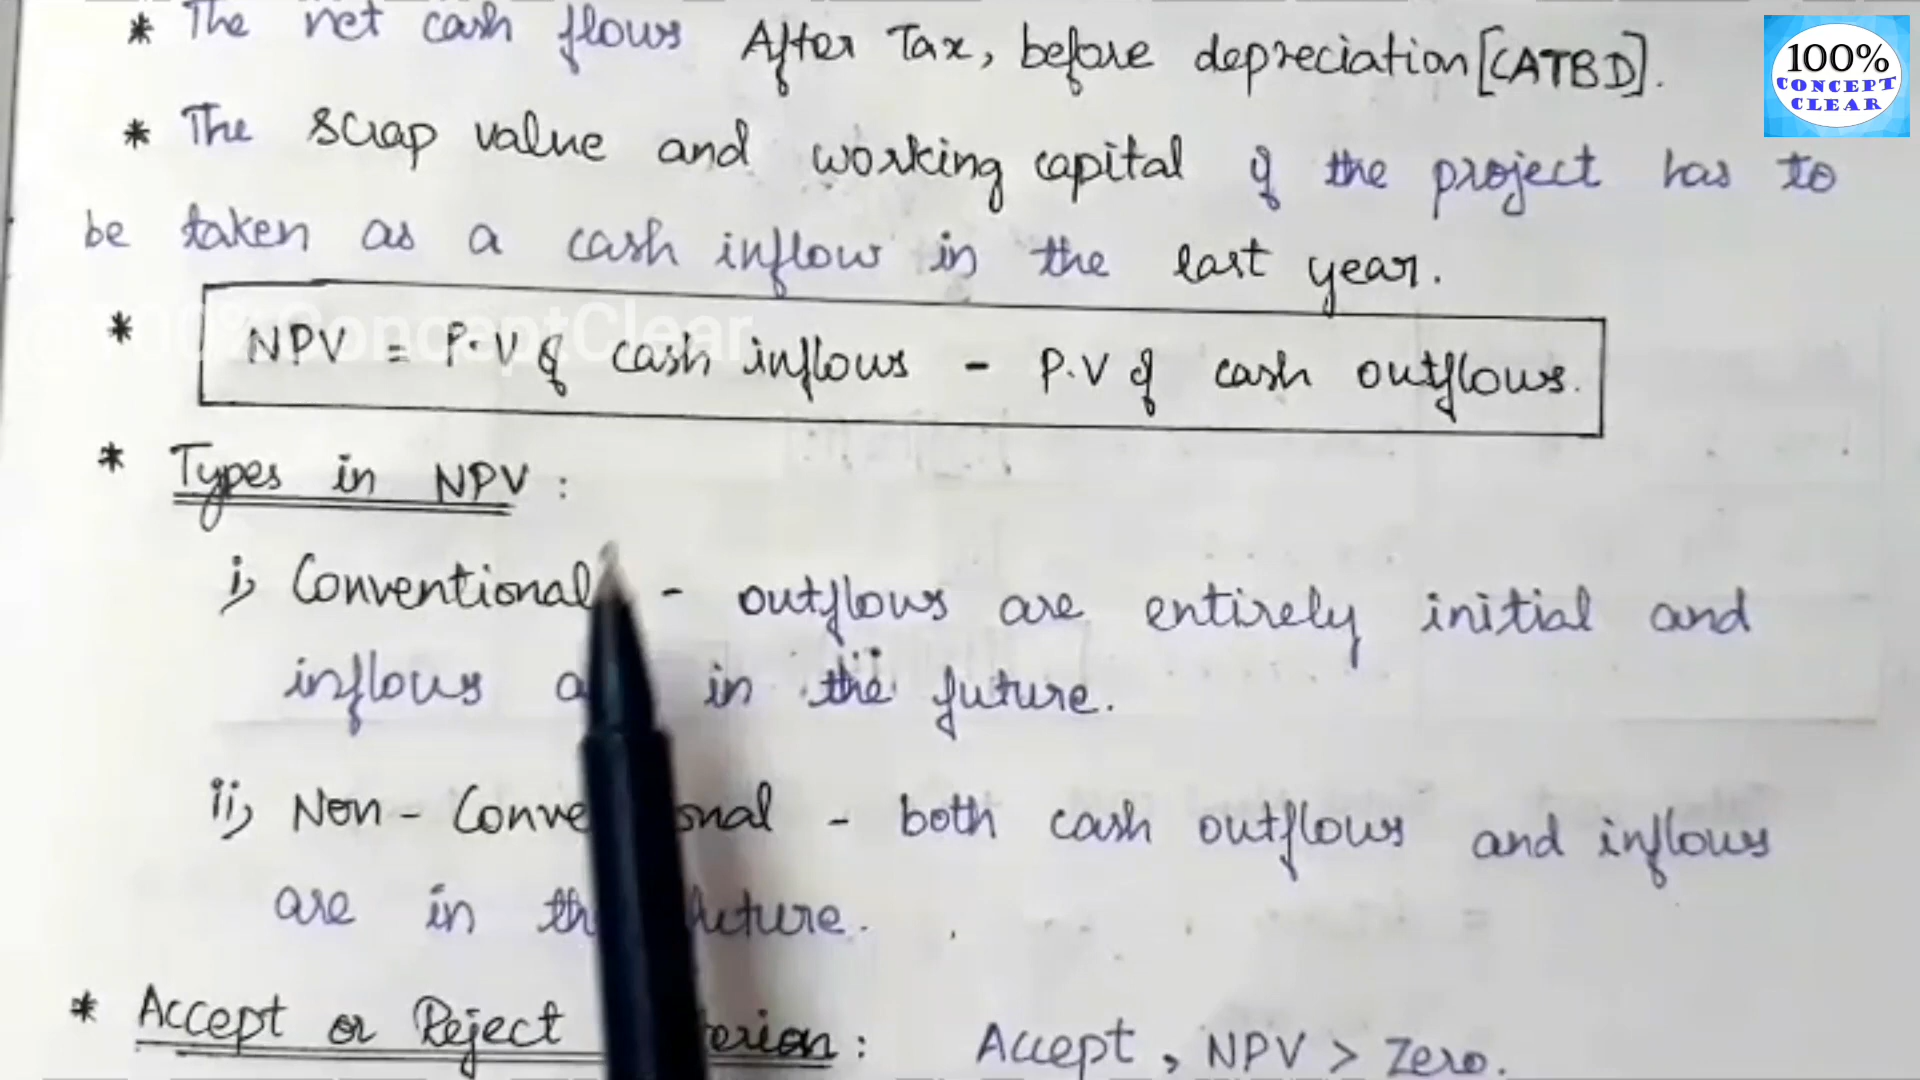 * The net cash flows After Tax, before depreciation [CATBD].
* The scrap value and working capital of the project has to
be taken as a cash inflow in the last year.
* NPV = P.V of cash inflows - P.V of cash outflows.
* Types in NPV :
i, Conventional - outflows are entirely initial and
inflows in the future.
ii, Non - - both cash outflows and inflows
are in future.
* Accept or Reject : Accept, NPV > Zero.
100%
CONCEPT
CLEAR
ConceptClear